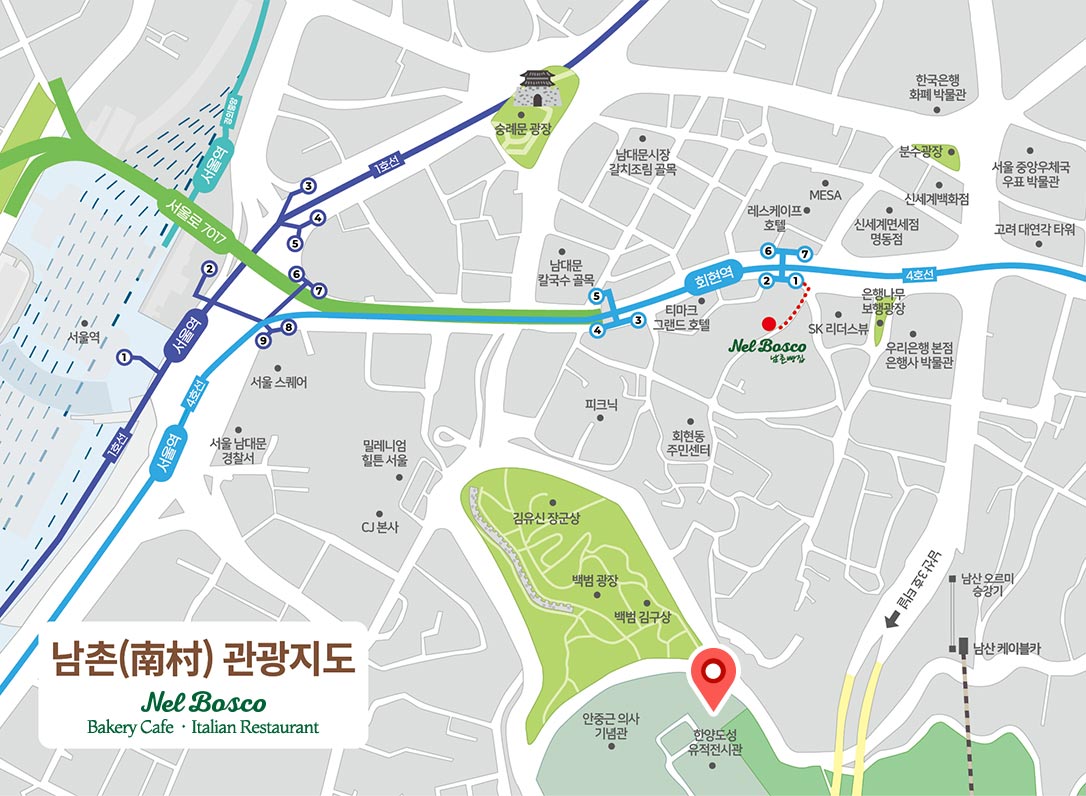 한국은행
화폐 박물관
숭례문 광장
경의중앙
서울역
1호선
남대문시장
갈치조림 골목
분수광장
서울 중앙우체국
우표 박물관
MESA
신세계백화점
레스케이프
호텔
신세계면세점
명동점
고려 대연각 타워
서울로 7017
3
4
5
2
6
7
8
9
1
남대문
칼국수 골목
회현역
6
7
2
1
4호선
5
4
3
티마크
그랜드 호텔
은행나무
보행광장
SK 리더스뷰
Nel Bosco
남촌빵집
우리은행 본점
은행사 박물관
서울역
서울역
서울 스퀘어
4호선
1호선
서울역
피크닉
회현동
주민센터
서울 남대문
경찰서
밀레니엄
힐튼 서울
CJ 본사
김유신 장군상
백범 광장
백범 김구상
남산 3호 터널
남산 오르미
승강기
남산 케이블카
안중근 의사
기념관
한양도성
유적전시관
남촌(南村) 관광지도
Nel Bosco
Bakery Cafe · Italian Restaurant